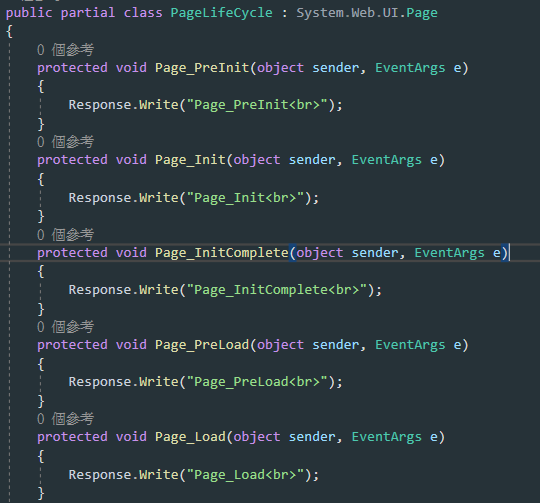 public partial class PageLifeCycle : System.Web.UI.Page
{
0 個參考
protected void Page_PreInit(object sender, EventArgs e)
{
Response.Write("Page_PreInit<br>");
}
0 個參考
protected void Page_Init(object sender, EventArgs e)
{
Response.Write("Page_Init<br>");
}
0 個參考
protected void Page_InitComplete(object sender, EventArgs e)
{
Response.Write("Page_InitComplete<br>");
}
0 個參考
protected void Page_PreLoad(object sender, EventArgs e)
{
Response.Write("Page_PreLoad<br>");
}
0 個參考
protected void Page_Load(object sender, EventArgs e)
{
Response.Write("Page_Load<br>");
}